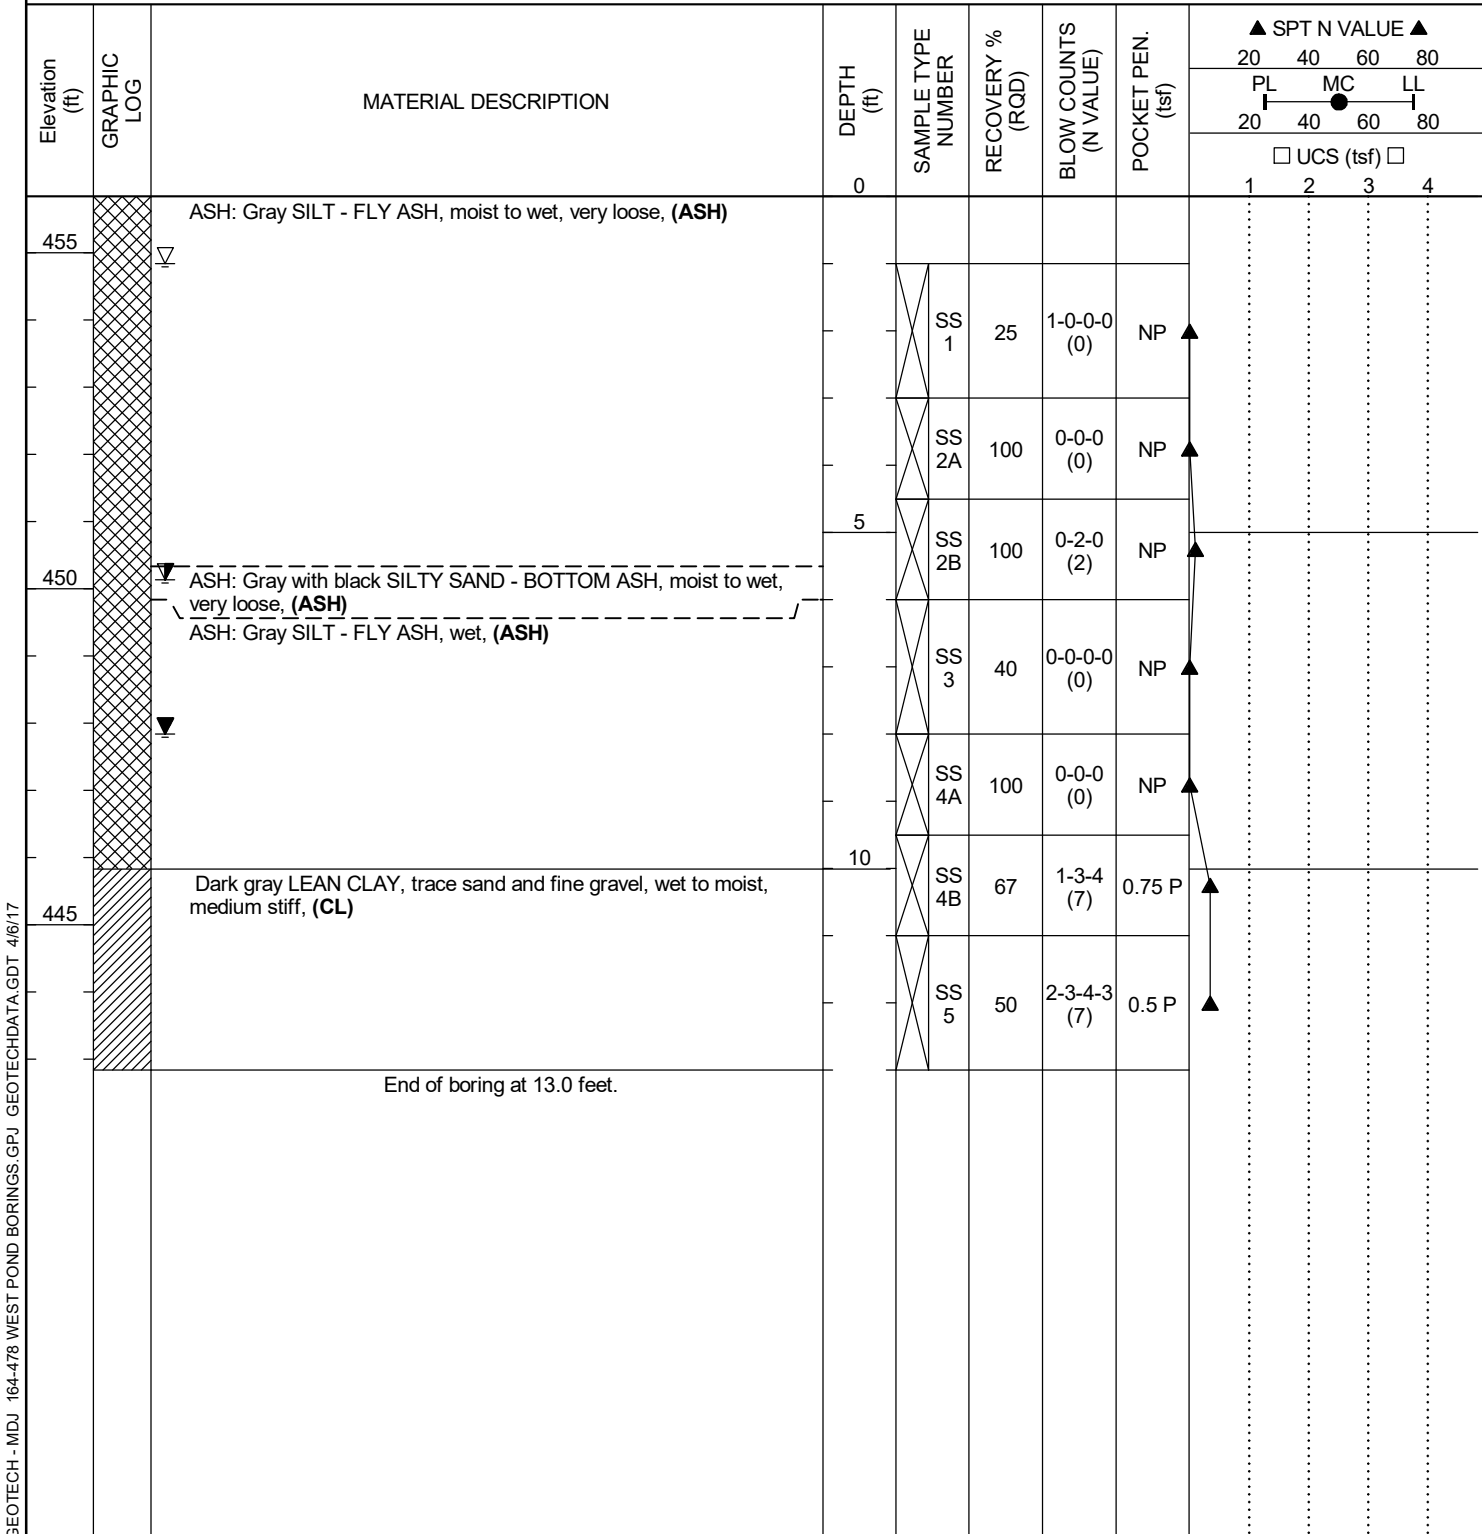 Elevation
(ft)
GRAPHIC
LOG
MATERIAL DESCRIPTION
DEPTH
(ft)
SAMPLE TYPE
NUMBER
RECOVERY %
(RQD)
BLOW COUNTS
(N VALUE)
POCKET PEN.
(tsf)
▲ SPT N VALUE ▲
20 40 60 80
PL MC LL
20 40 60 80
□ UCS (tsf) □
1 2 3 4
0
ASH: Gray SILT - FLY ASH, moist to wet, very loose, (ASH)
455
SS
1
25
1-0-0-0
(0)
NP
SS
2A
100
0-0-0
(0)
NP
5
SS
2B
100
0-2-0
(2)
NP
450
ASH: Gray with black SILTY SAND - BOTTOM ASH, moist to wet,
very loose, (ASH)
ASH: Gray SILT - FLY ASH, wet, (ASH)
SS
3
40
0-0-0-0
(0)
NP
SS
4A
100
0-0-0
(0)
NP
10
Dark gray LEAN CLAY, trace sand and fine gravel, wet to moist,
medium stiff, (CL)
SS
4B
67
1-3-4
(7)
0.75 P
445
SS
5
50
2-3-4-3
(7)
0.5 P
End of boring at 13.0 feet.
GEOTECH - MDJ 164-478 WEST POND BORINGS.GPJ GEOTECHDATA.GDT 4/6/17